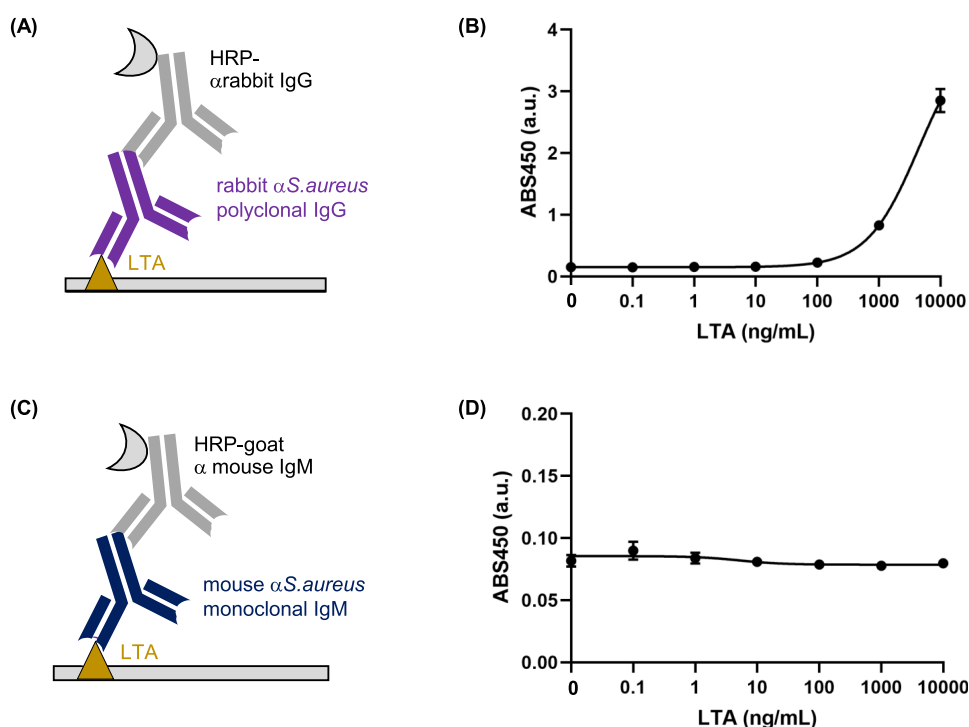 (A)
HRP-
αrabbit IgG
rabbit αS.aureus
polyclonal IgG
LTA
(B)
ABS450 (a.u.)
4
3
2
1
0
0 0.1 1 10 100 1000 10000
LTA (ng/mL)
(C)
HRP-goat
α mouse IgM
mouse αS.aureus
monoclonal IgM
LTA
(D)
ABS450 (a.u.)
0.20
0.15
0.10
0.05
0.00
0 0.1 1 10 100 1000 10000
LTA (ng/mL)